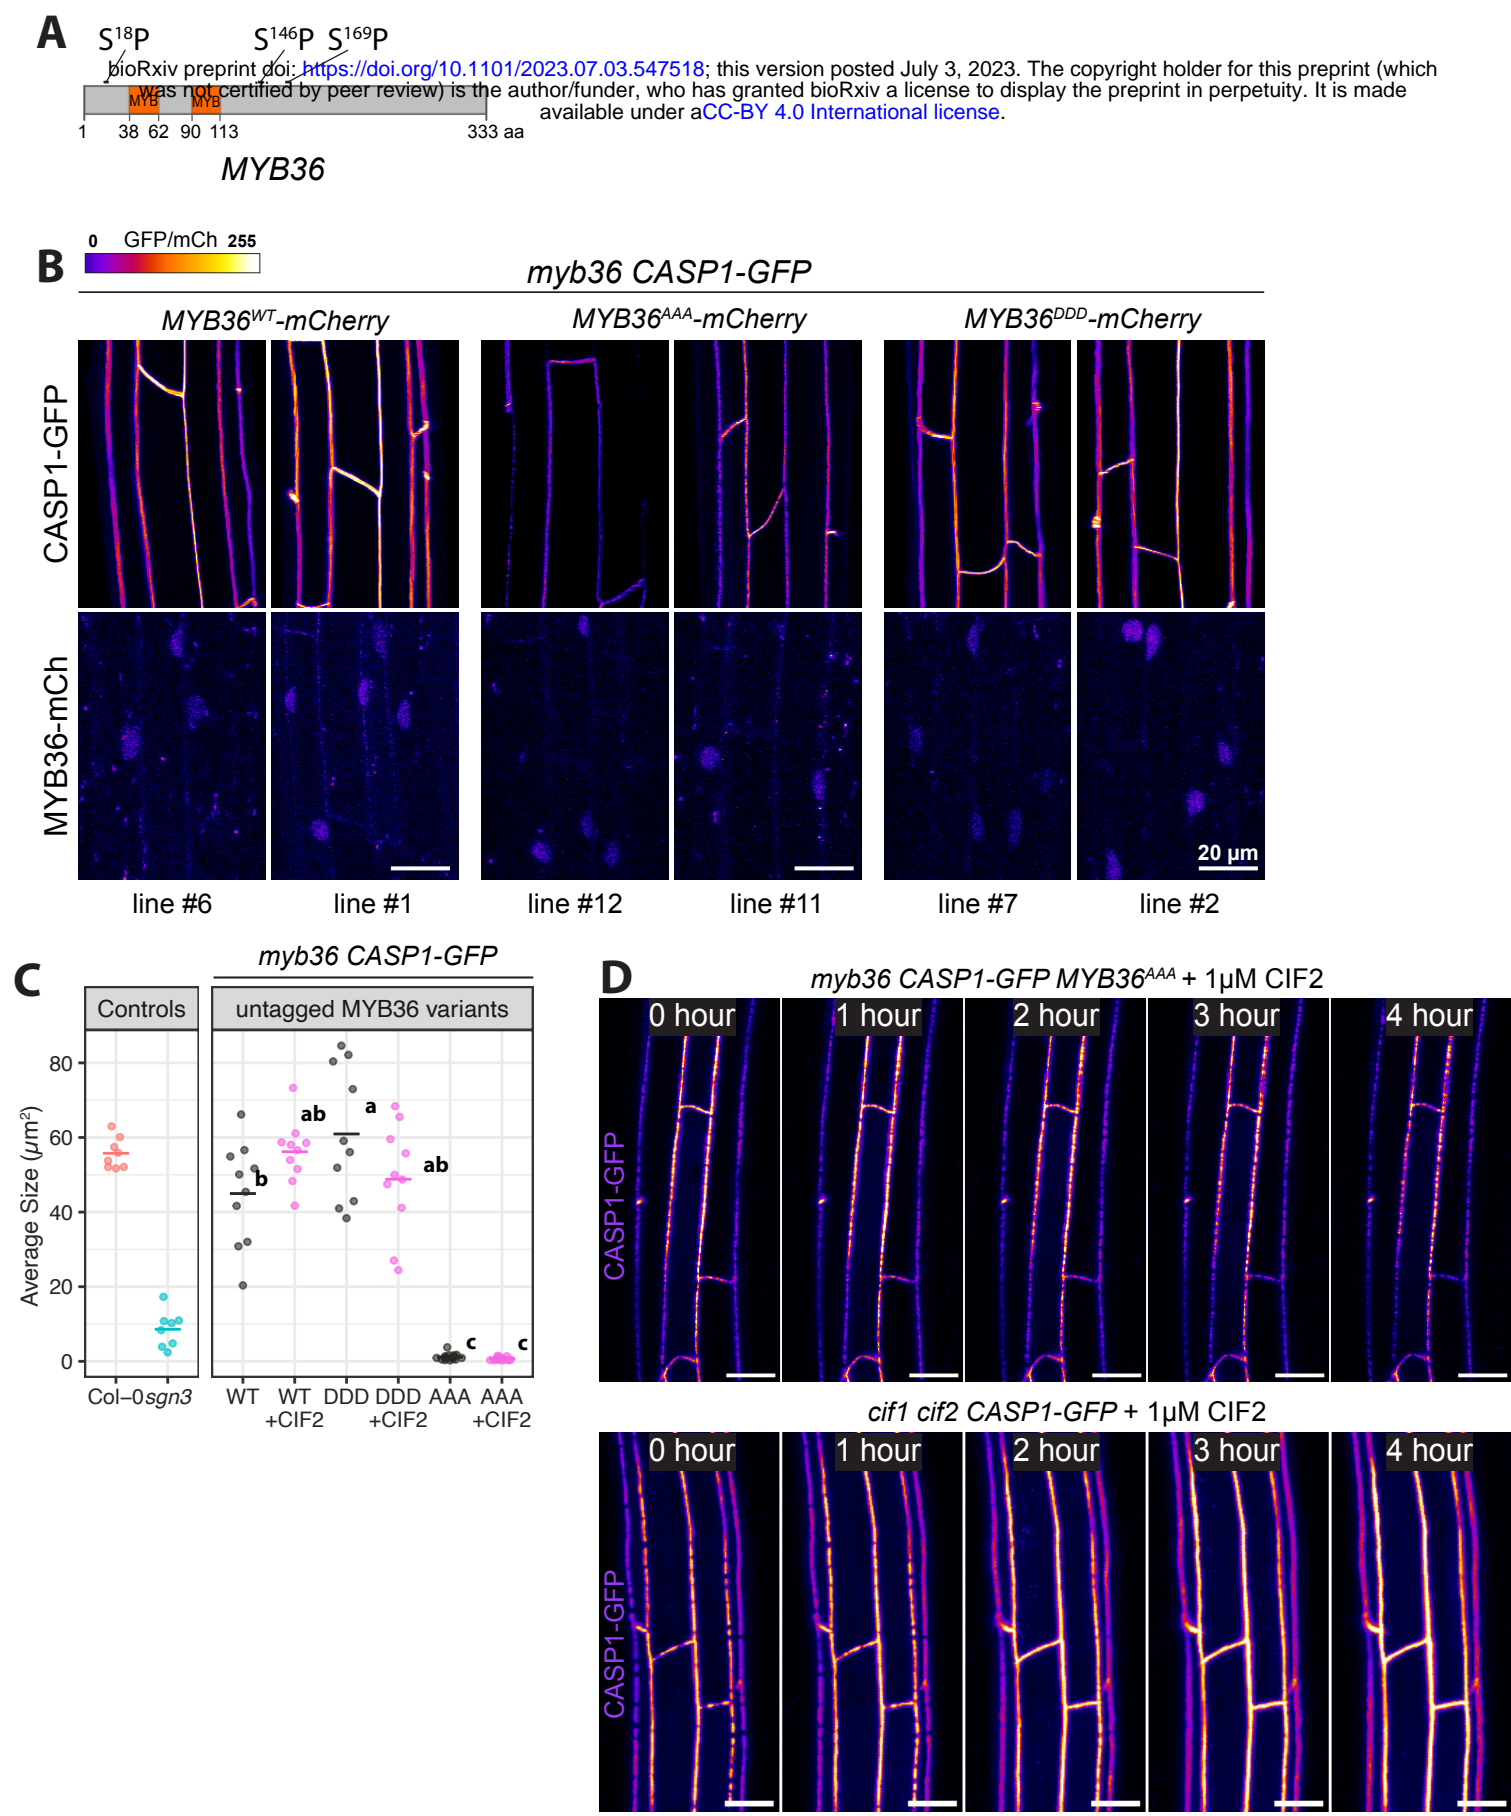 A
S18P S146P S169P
bioRxiv preprint doi: https://doi.org/10.1101/2023.07.03.547518; this version posted July 3, 2023. The copyright holder for this preprint (which
was not certified by peer review) is the author/funder, who has granted bioRxiv a license to display the preprint in perpetuity. It is made
available under aCC-BY 4.0 International license.
MYB MYB
1 38 62 90 113 333 aa
MYB36
B
0 GFP/mCh 255
myb36 CASP1-GFP
MYB36WT-mCherry MYB36AAA-mCherry MYB36DDD-mCherry
CASP1-GFP
MYB36-mCh
20 µm
line #6 line #1 line #12 line #11 line #7 line #2
C
myb36 CASP1-GFP
Controls untagged MYB36 variants
Average Size (µm²)
80
60
40
20
0
b ab a ab c c
Col–0 sgn3 WT WT DDD DDD AAA AAA
+CIF2 +CIF2 +CIF2
D
myb36 CASP1-GFP MYB36AAA + 1µM CIF2
0 hour 1 hour 2 hour 3 hour 4 hour
CASP1-GFP
cif1 cif2 CASP1-GFP + 1µM CIF2
0 hour 1 hour 2 hour 3 hour 4 hour
CASP1-GFP